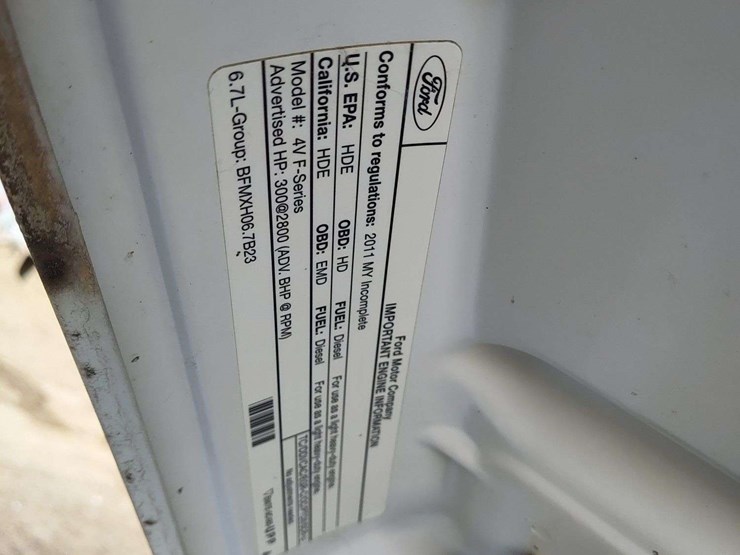 Ford
Ford Motor Company
IMPORTANT ENGINE INFORMATION
Conforms to regulations: 2011 MY Incomplete
U.S. EPA: HDE OBD: HD FUEL: Diesel For use as a light heavy-duty engine
California: HDE OBD: EMD FUEL: Diesel For use as a light heavy-duty engine
Model #: 4V F-Series
Advertised HP: 300@2800 (ADV. BHP @ RPM)
6.7L-Group: BFMXH06.7B23